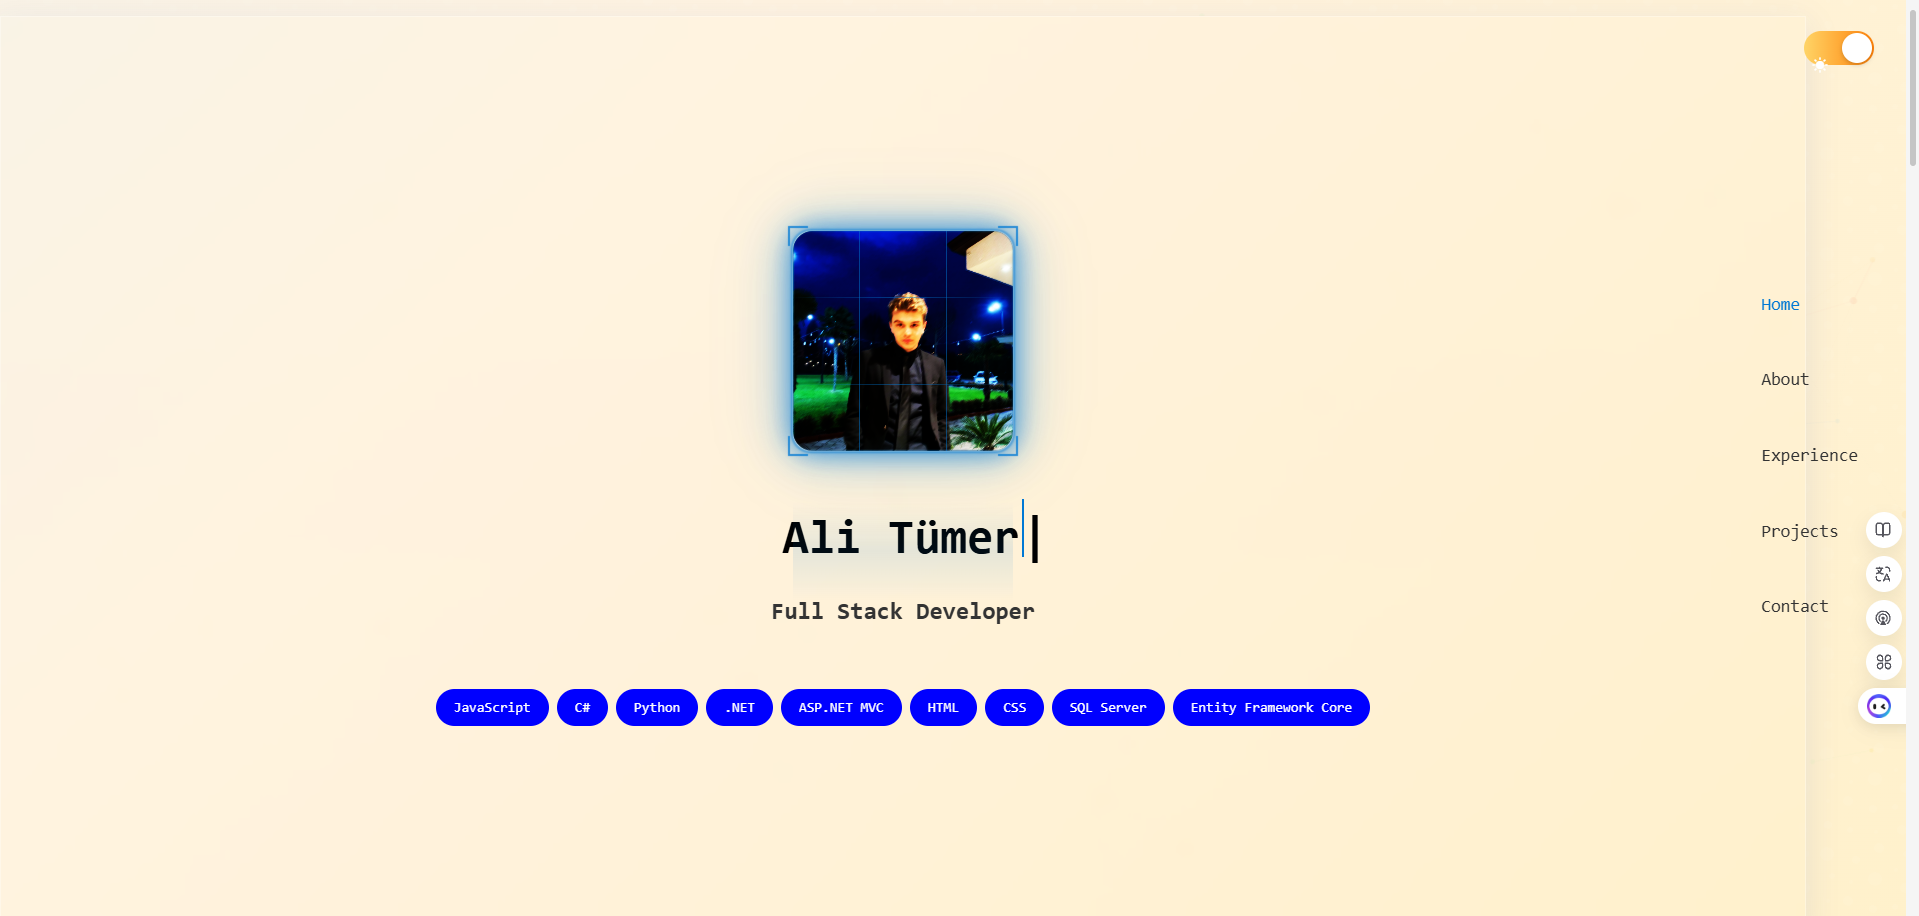 Home
About
Experience
Projects
Contact
Ali Tümer
Full Stack Developer
JavaScript C# Python .NET ASP.NET MVC HTML CSS SQL Server Entity Framework Core